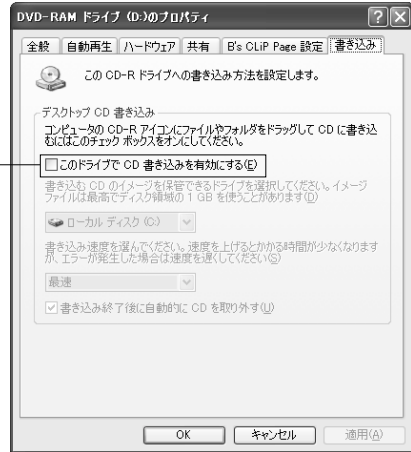 DVD-RAM ドライブ (D:)のプロパティ
全般 自動再生 ハードウェア 共有 B's CLiP Page 設定 書き込み
この CD-R ドライブへの書き込み方法を設定します。
デスクトップ CD 書き込み
コンピュータの CD-R アイコンにファイルやフォルダをドラッグして CD に書き込
むにはこのチェック ボックスをオンにしてください。
このドライブで CD 書き込みを有効にする(E)
書き込む CD のイメージを保管できるドライブを選択してください。イメージ
ファイルは最高でディスク領域の 1 GB を使うことがあります(D)
ローカル ディスク (C:)
書き込み速度を選んでください。速度を上げるとかかる時間が少なくなります
が、エラーが発生した場合は速度を遅くしてください(S)
最速
書き込み終了後に自動的に CD を取り外す(U)
OK キャンセル 適用(A)